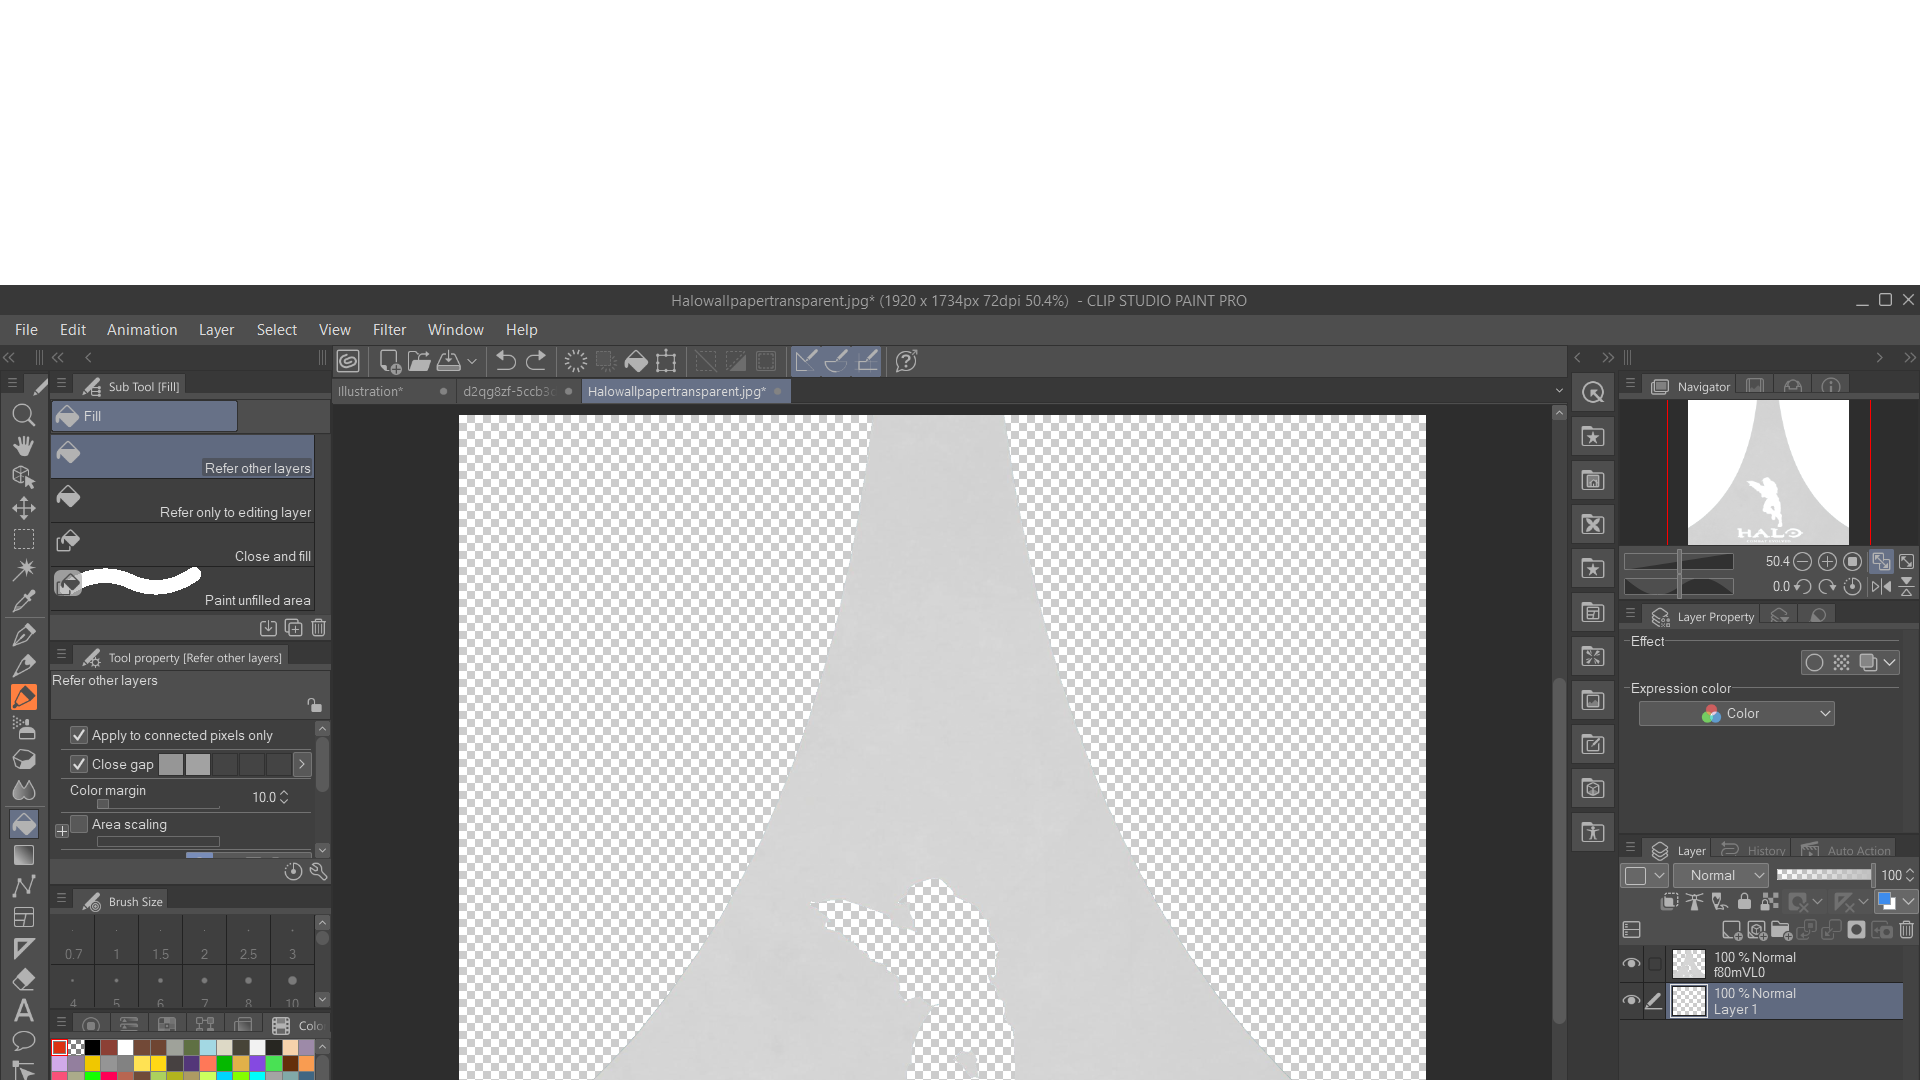 Halowallpapertransparent.jpg* (1920 x 1734px 72dpi 50.4%) - CLIP STUDIO PAINT PRO
File Edit Animation Layer Select View Filter Window Help
Sub Tool [Fill]
Fill
Refer other layers
Refer only to editing layer
Close and fill
Paint unfilled area
Tool property [Refer other layers]
Refer other layers
Apply to connected pixels only
Close gap
Color margin
10.0
Area scaling
Brush Size
0.7 1 1.5 2 2.5 3
4 5 6 7 8 10
Illustration*
d2qg8zf-5ccb3
Halowallpapertransparent.jpg*
Navigator
HALO
50.4
0.0
Layer Property
Effect
Expression color
Color
Layer
History
Auto Action
Normal
100
100 % Normal
f80mVL0
100 % Normal
Layer 1